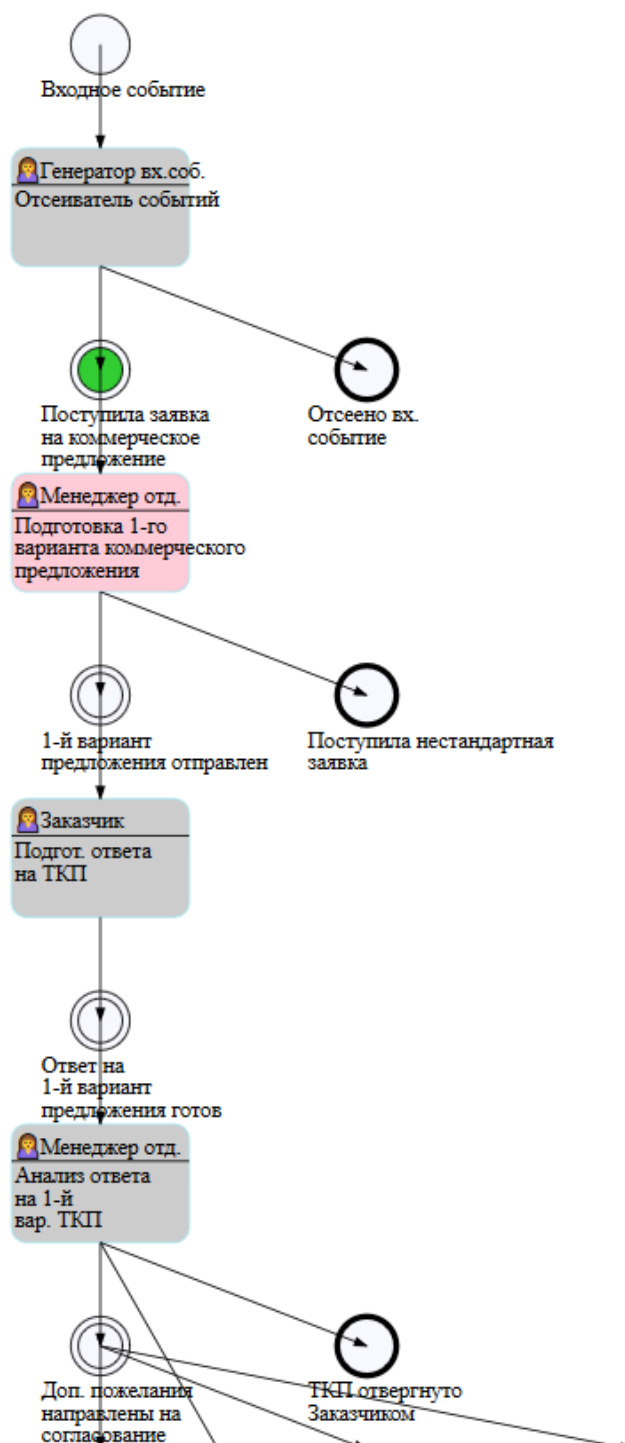 Входное событие
Генератор вх.соб.
Отсеиватель событий
Поступила заявка
на коммерческое
предложение
Отсеено вх.
событие
Менеджер отд.
Подготовка 1-го
варианта коммерческого
предложения
1-й вариант
предложения отправлен
Поступила нестандартная
заявка
Заказчик
Подгот. ответа
на ТКП
Ответ на
1-й вариант
предложения готов
Менеджер отд.
Анализ ответа
на 1-й
вар. ТКП
Доп. пожелания
направлены на
согласование
ТКП отвергнуто
Заказчиком